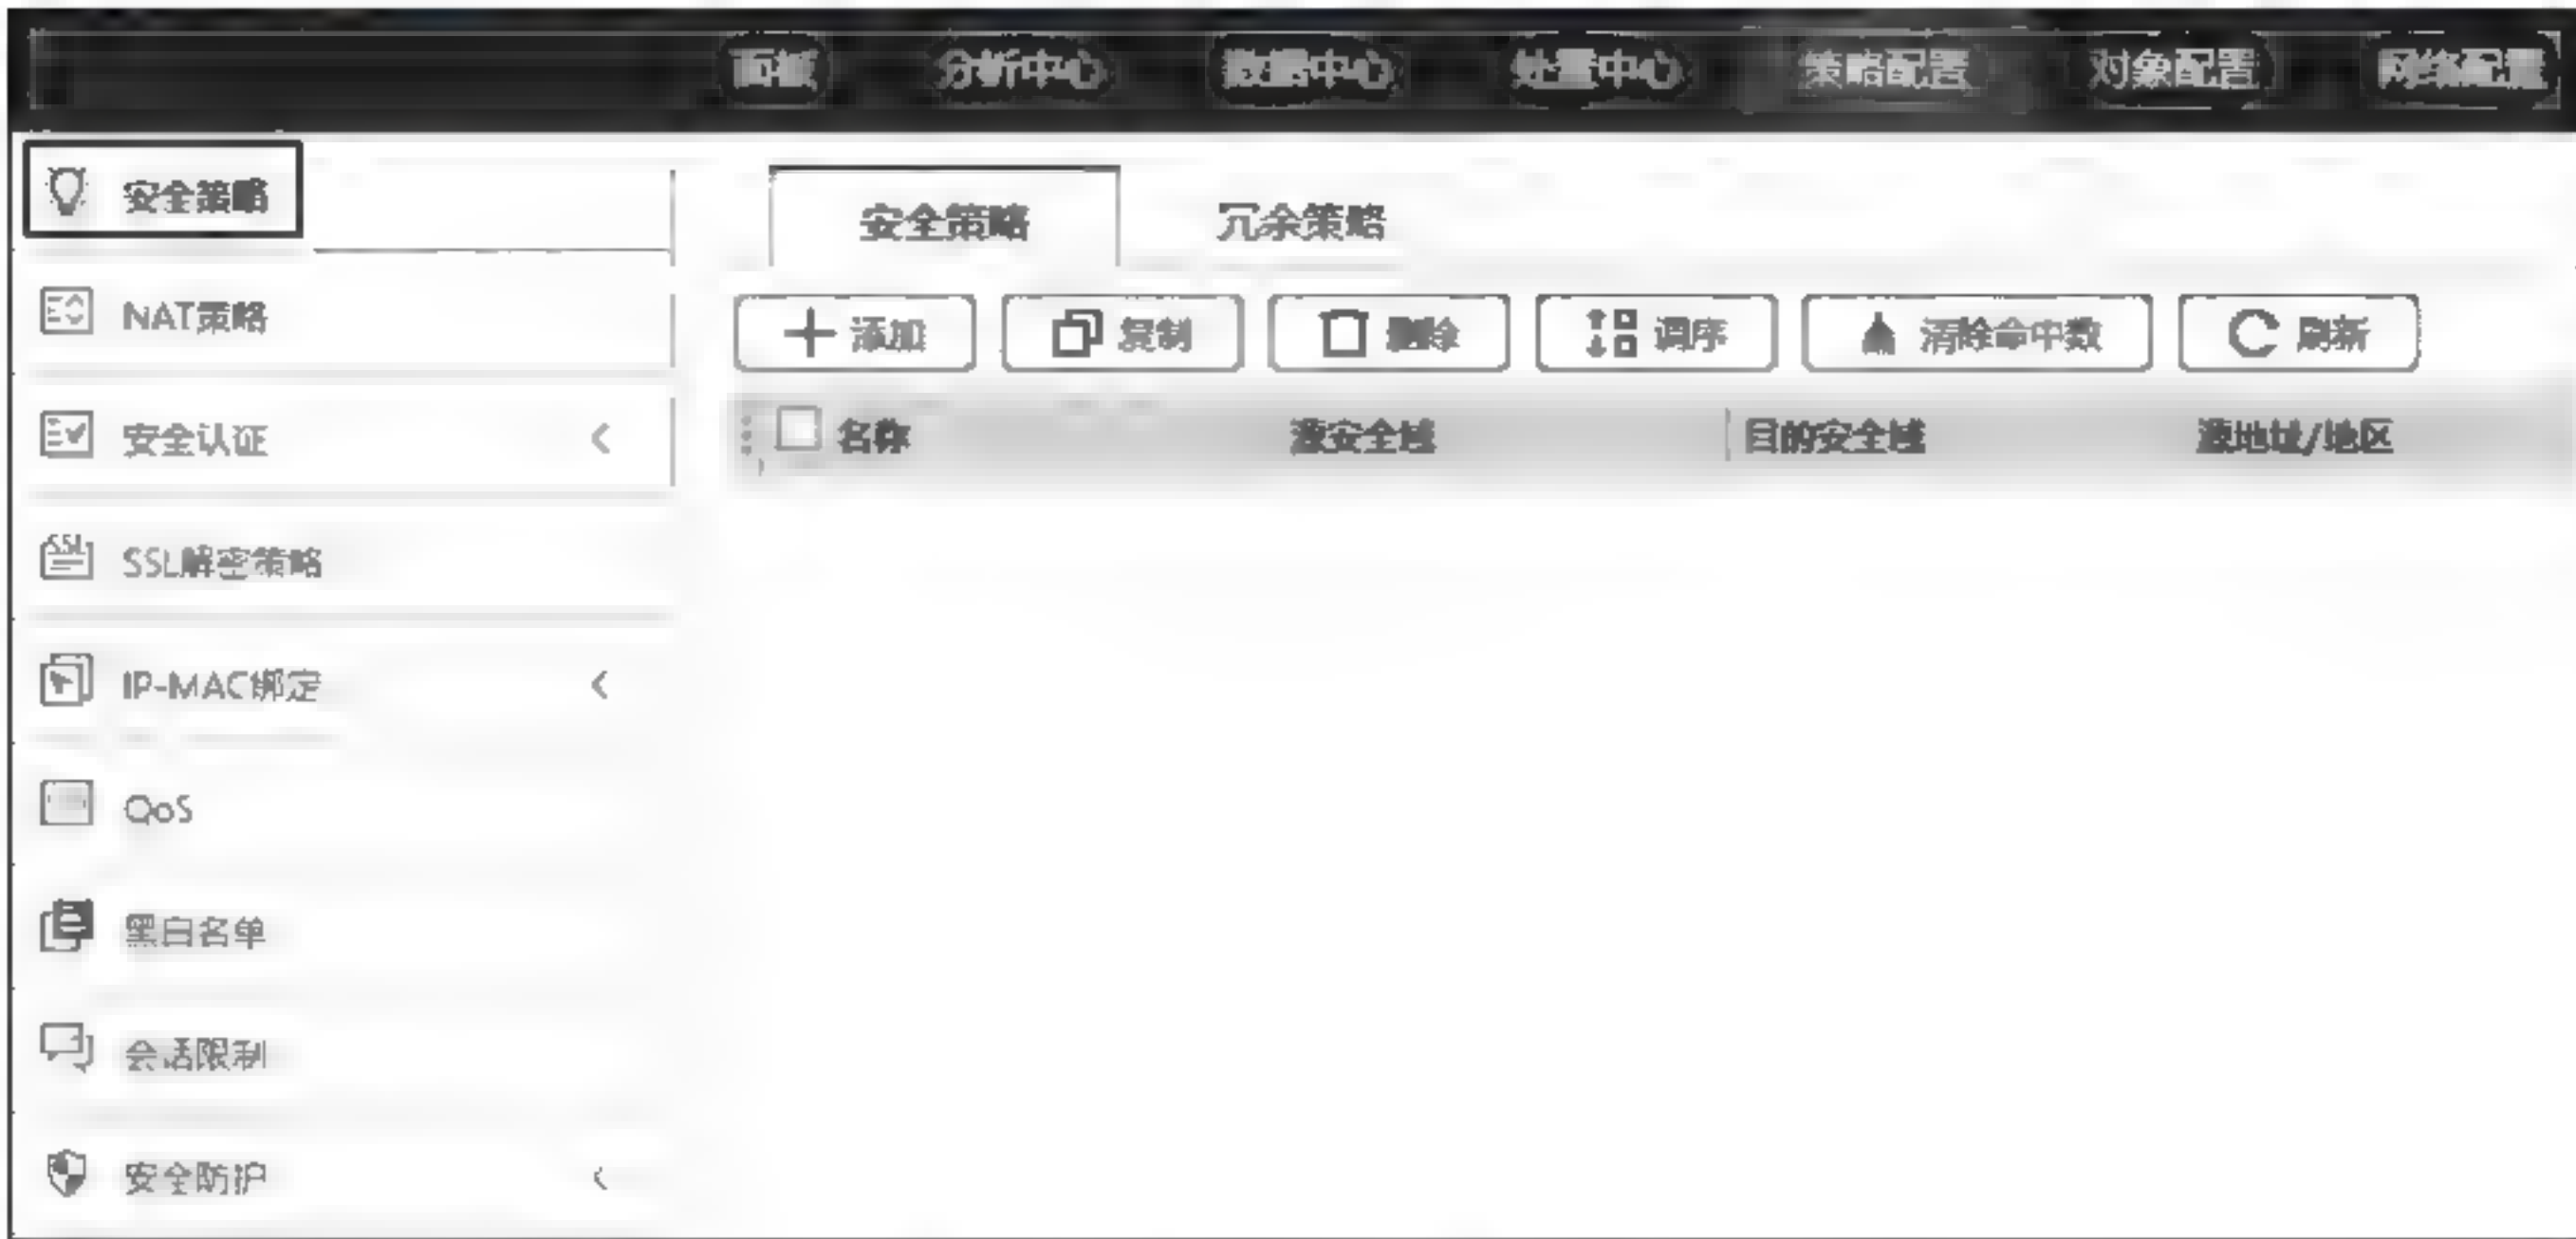 面板 分析中心 数据中心 处置中心 策略配置 对象配置 网络配置
安全策略
NAT策略
安全认证
SSL解密策略
IP-MAC绑定
QoS
黑白名单
会话限制
安全防护
安全策略 冗余策略
添加 复制 删除 调序 清除命中数 刷新
名称 源安全域 目的安全域 源地址/地区